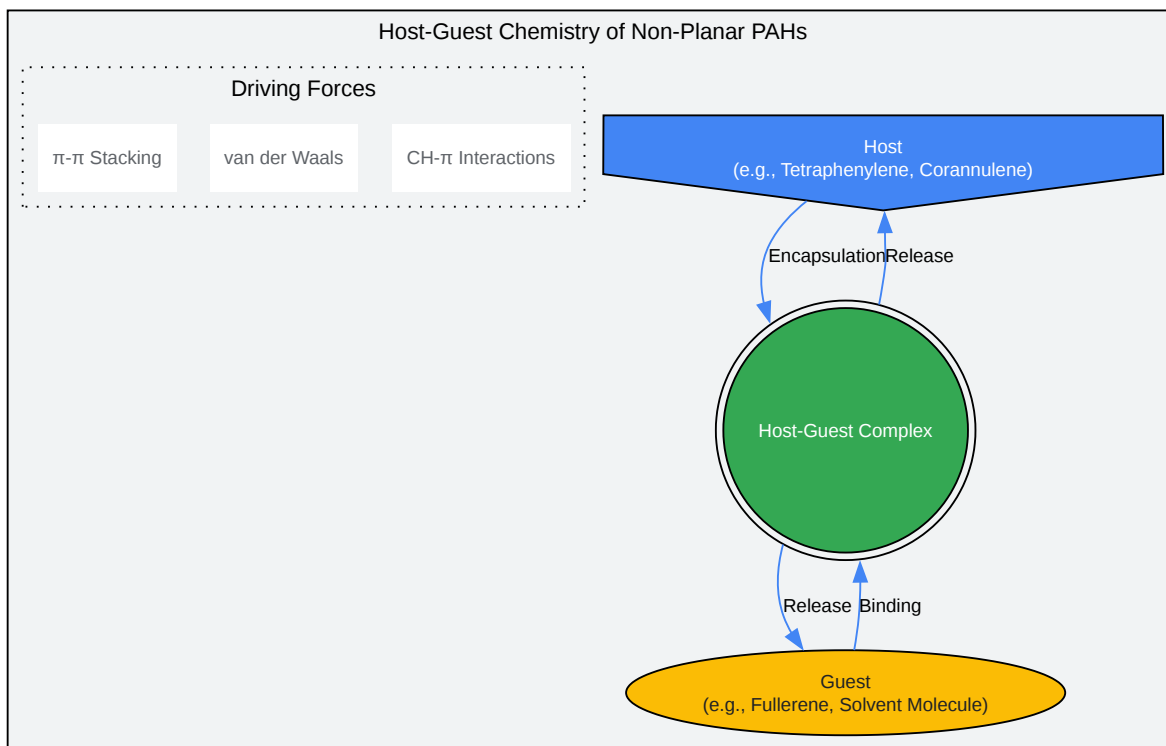 Host-Guest Chemistry of Non-Planar PAHs
Driving Forces
π-π Stacking
van der Waals
CH-π Interactions
Host
(e.g., Tetraphenylene, Corannulene)
Encapsulation
Release
Host-Guest Complex
Release
Binding
Guest
(e.g., Fullerene, Solvent Molecule)